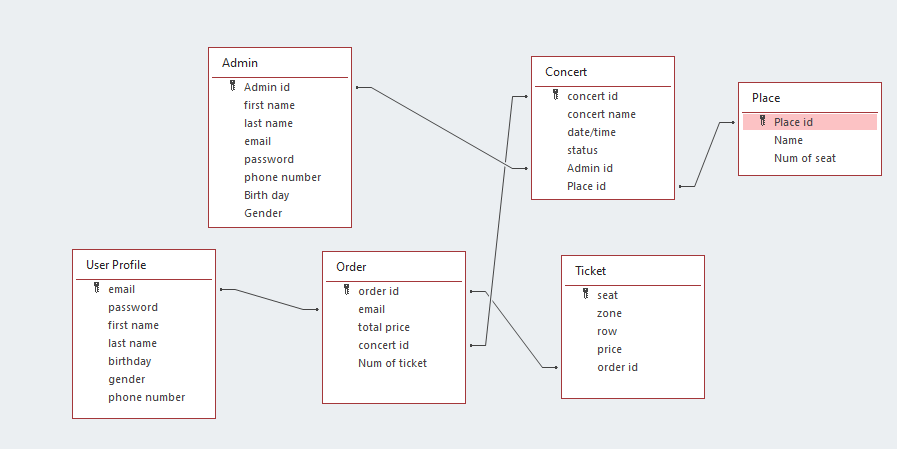 Admin
Admin id
first name
last name
email
password
phone number
Birth day
Gender
Concert
concert id
concert name
date/time
status
Admin id
Place id
Place
Place id
Name
Num of seat
User Profile
email
password
first name
last name
birthday
gender
phone number
Order
order id
email
total price
concert id
Num of ticket
Ticket
seat
zone
row
price
order id